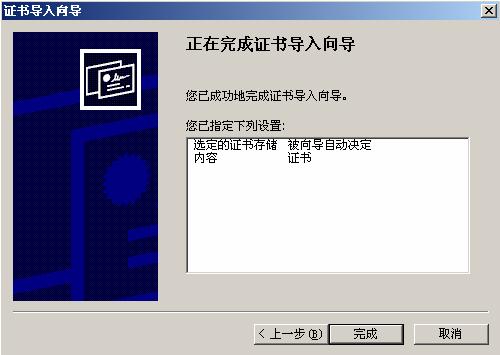 证书导入向导
正在完成证书导入向导
您已成功地完成证书导入向导。
您已指定下列设置:
选定的证书存储 被向导自动决定
内容 证书
< 上一步(B) 完成 取消